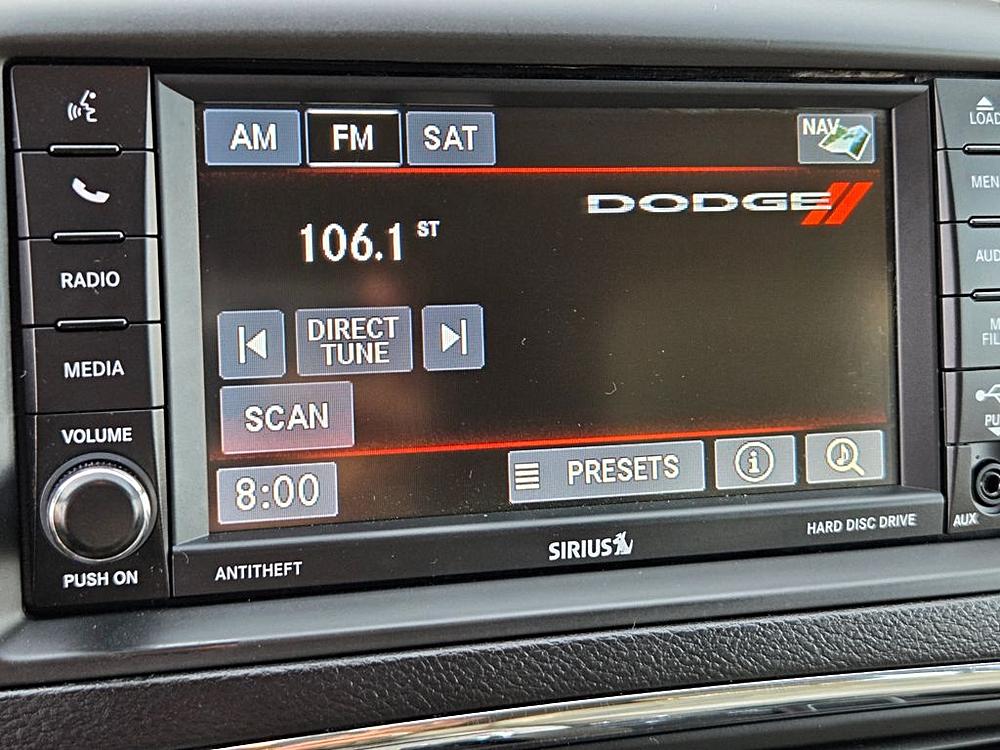 AM FM SAT NAV
LOAD
DODGE
106.1 ST
RADIO
DIRECT
TUNE
MEDIA
SCAN
VOLUME
8:00 PRESETS
PUSH ON
ANTITHEFT SIRIUS HARD DISC DRIVE AUX